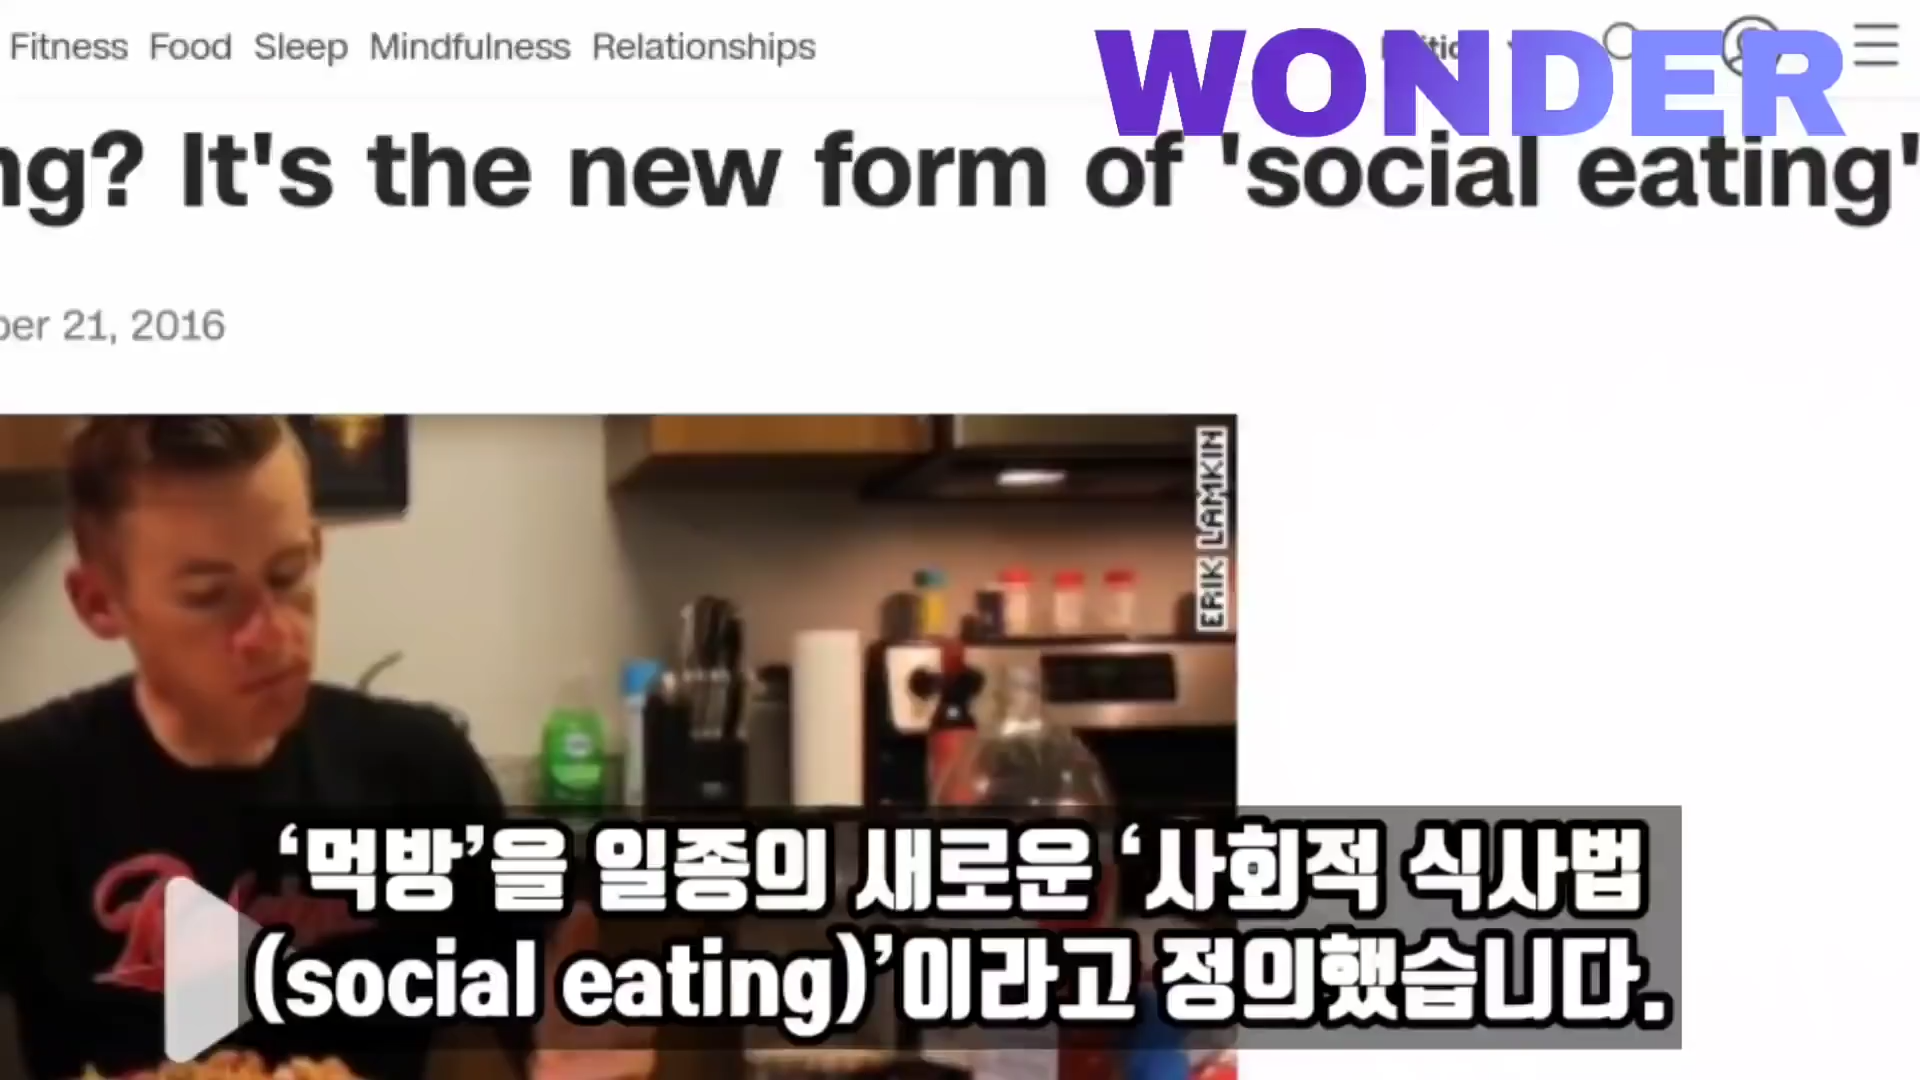 Fitness Food Sleep Mindfulness Relationships
WONDER
ng? It's the new form of 'social eating'
ber 21, 2016
ERIK LAMKIN
‘먹방’을 일종의 새로운 ‘사회적 식사법
(social eating)’이라고 정의했습니다.